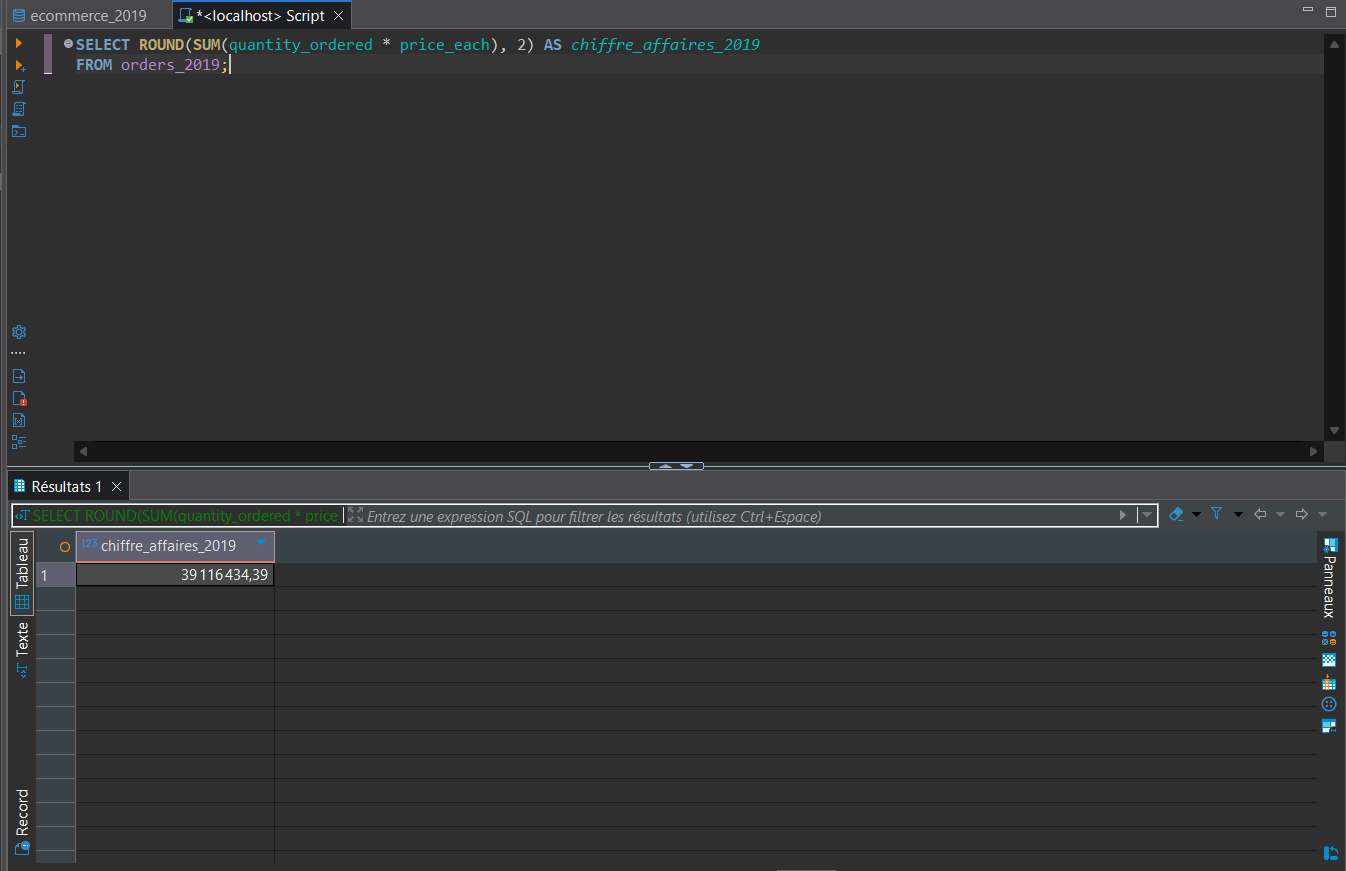 ecommerce_2019
*<localhost> Script
SELECT ROUND(SUM(quantity_ordered * price_each), 2) AS chiffre_affaires_2019
FROM orders_2019;
Résultats 1
SELECT ROUND(SUM(quantity_ordered * price
Entrez une expression SQL pour filtrer les résultats (utilisez Ctrl+Espace)
Tableau
Texte
Record
123 chiffre_affaires_2019
1
39 116 434,39
Panneaux